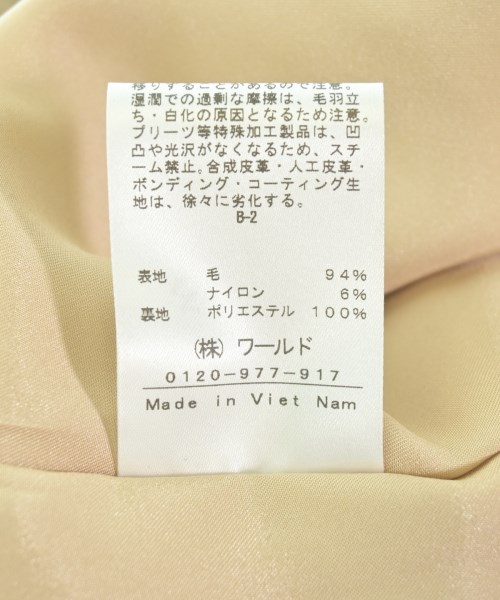 移りすることがあるので注意。
湿潤での過剰な摩擦は、毛羽立
ち・白化の原因となるため注意。
プリーツ等特殊加工製品は、凹
凸や光沢がなくなるため、スチ
ーム禁止。合成皮革・人工皮革・
ボンディング・コーティング生
地は、徐々に劣化する。
B-2
表地 毛 94%
ナイロン 6%
裏地 ポリエステル 100%
(株) ワールド
0120-977-917
Made in Viet Nam